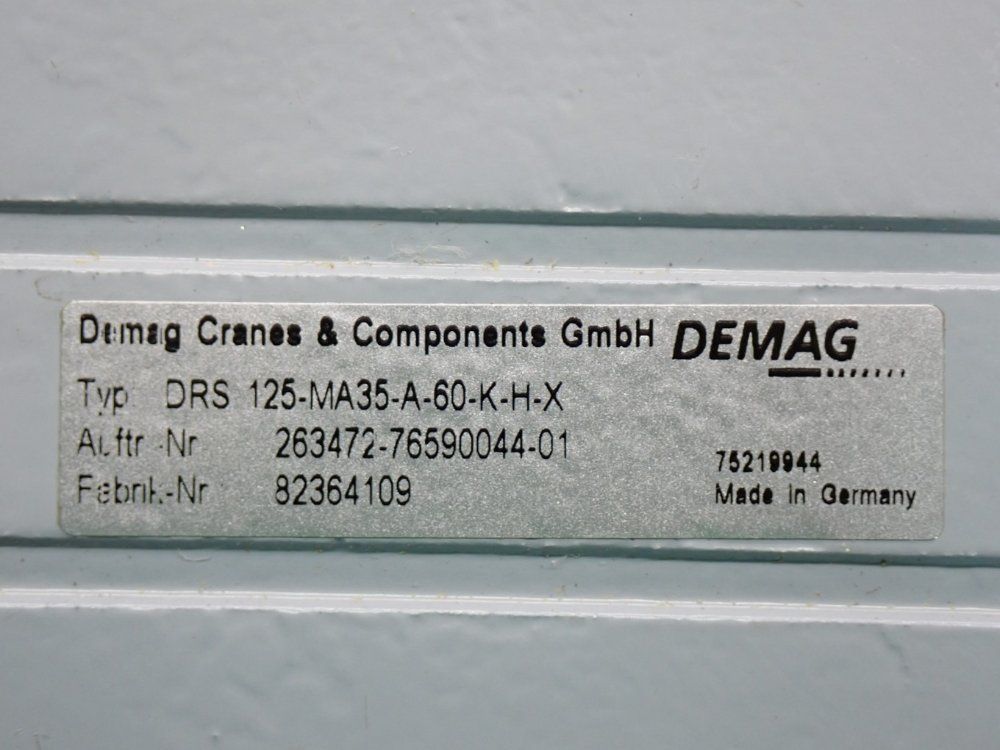 Demag Cranes & Components GmbH DEMAG
Typ DRS 125-MA35-A-60-K-H-X
Auftr.-Nr 263472-76590044-01
Fabrik-Nr 82364109
75219944
Made in Germany